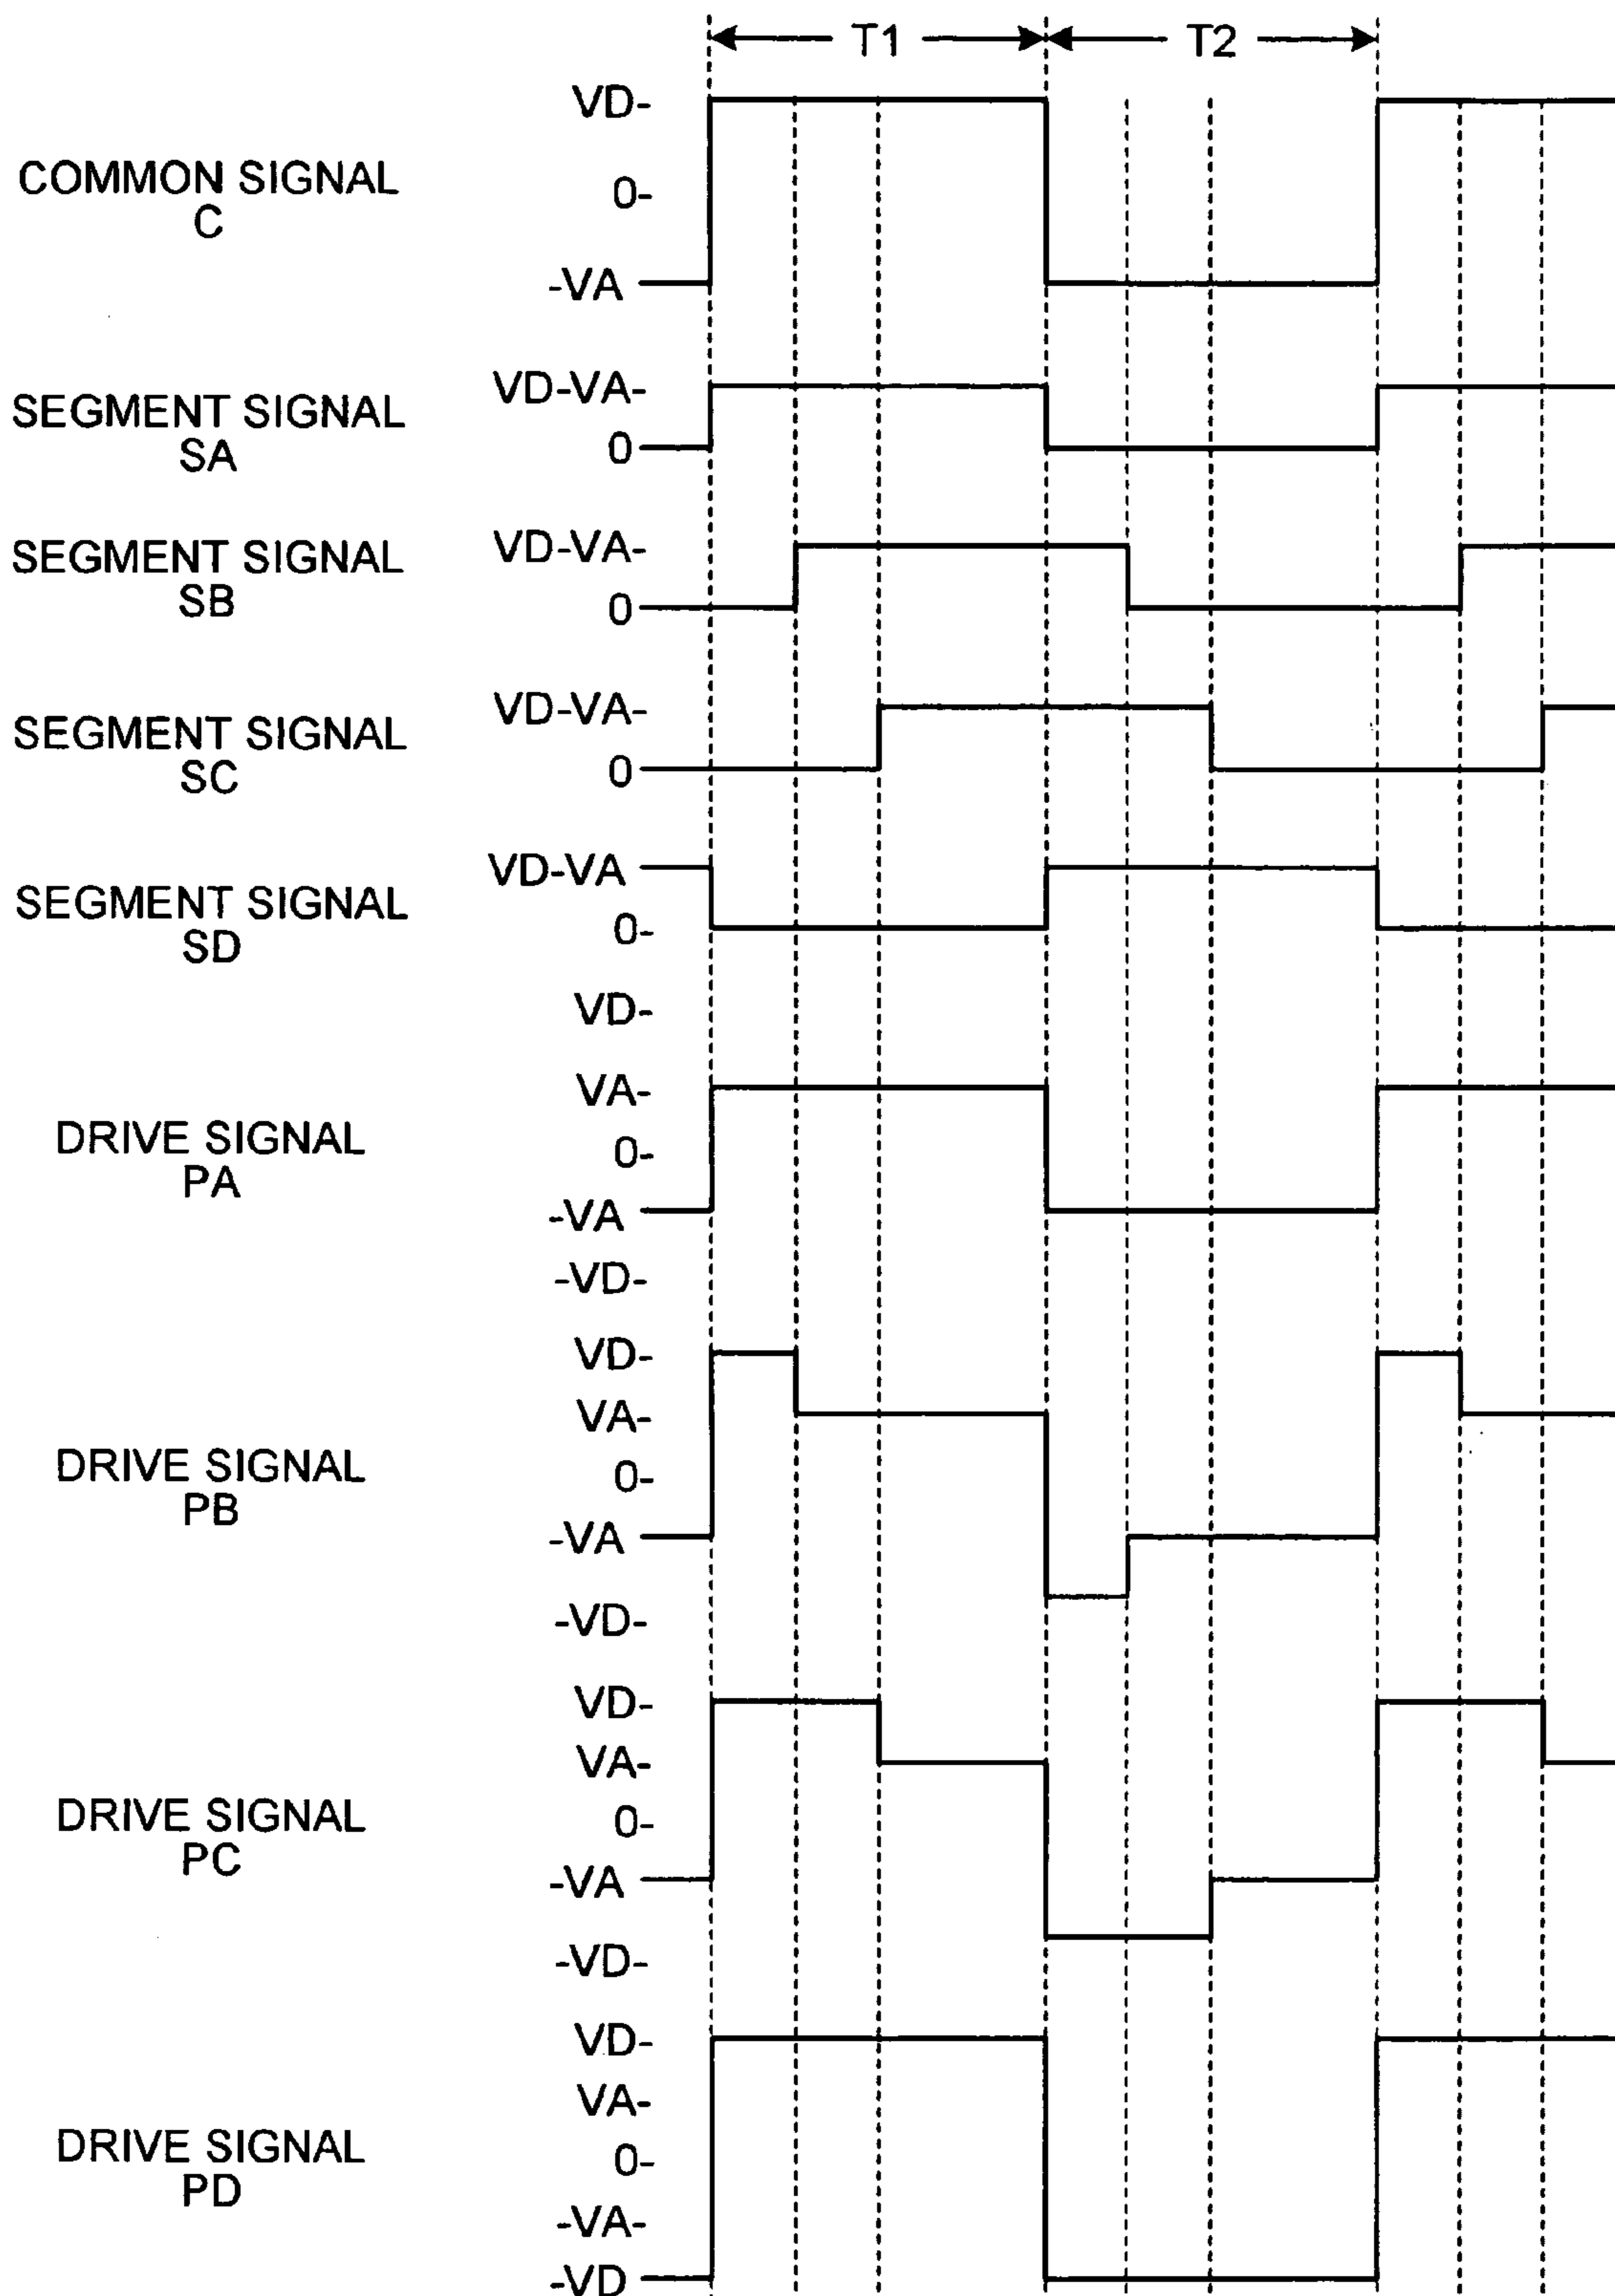 T1 T2
VD-
COMMON SIGNAL
C
0-
-VA
VD-VA-
SEGMENT SIGNAL
SA
0
VD-VA-
SEGMENT SIGNAL
SB
0
VD-VA-
SEGMENT SIGNAL
SC
0
VD-VA
SEGMENT SIGNAL
SD
0-
VD-
VA-
DRIVE SIGNAL
PA
0-
-VA
-VD-
VD-
VA-
DRIVE SIGNAL
PB
0-
-VA
-VD-
VD-
VA-
DRIVE SIGNAL
PC
0-
-VA
-VD-
VD-
VA-
DRIVE SIGNAL
PD
0-
-VA-
-VD